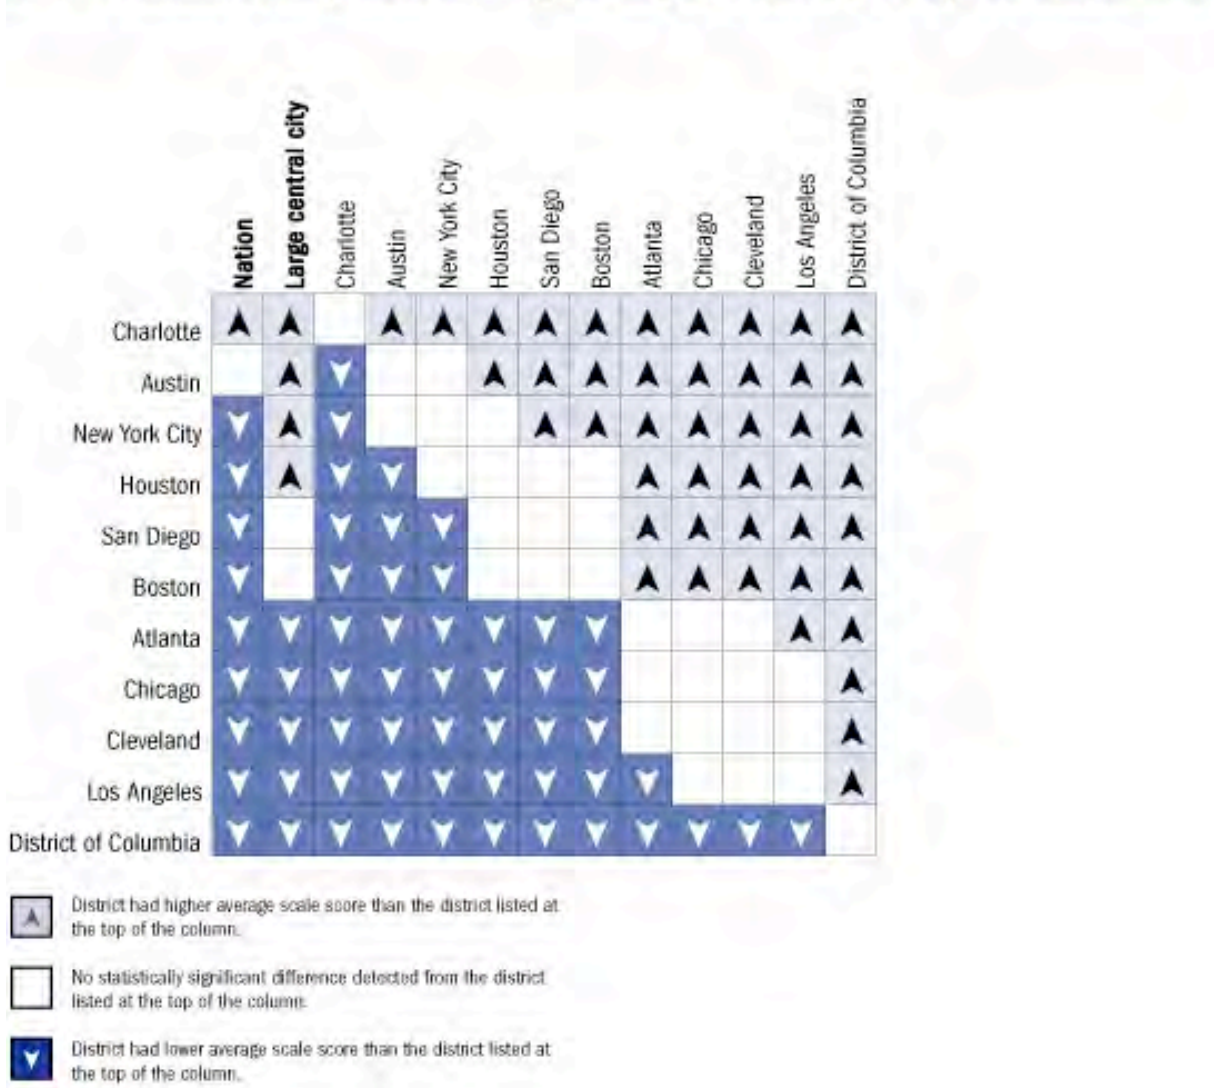 Nation
Large central city
Charlotte
Austin
New York City
Houston
San Diego
Boston
Atlanta
Chicago
Cleveland
Los Angeles
District of Columbia
Charlotte
Austin
New York City
Houston
San Diego
Boston
Atlanta
Chicago
Cleveland
Los Angeles
District of Columbia
District had higher average scale score than the district listed at
the top of the column.
No statistically significant difference detected from the district
listed at the top of the column.
District had lower average scale score than the district listed at
the top of the column.